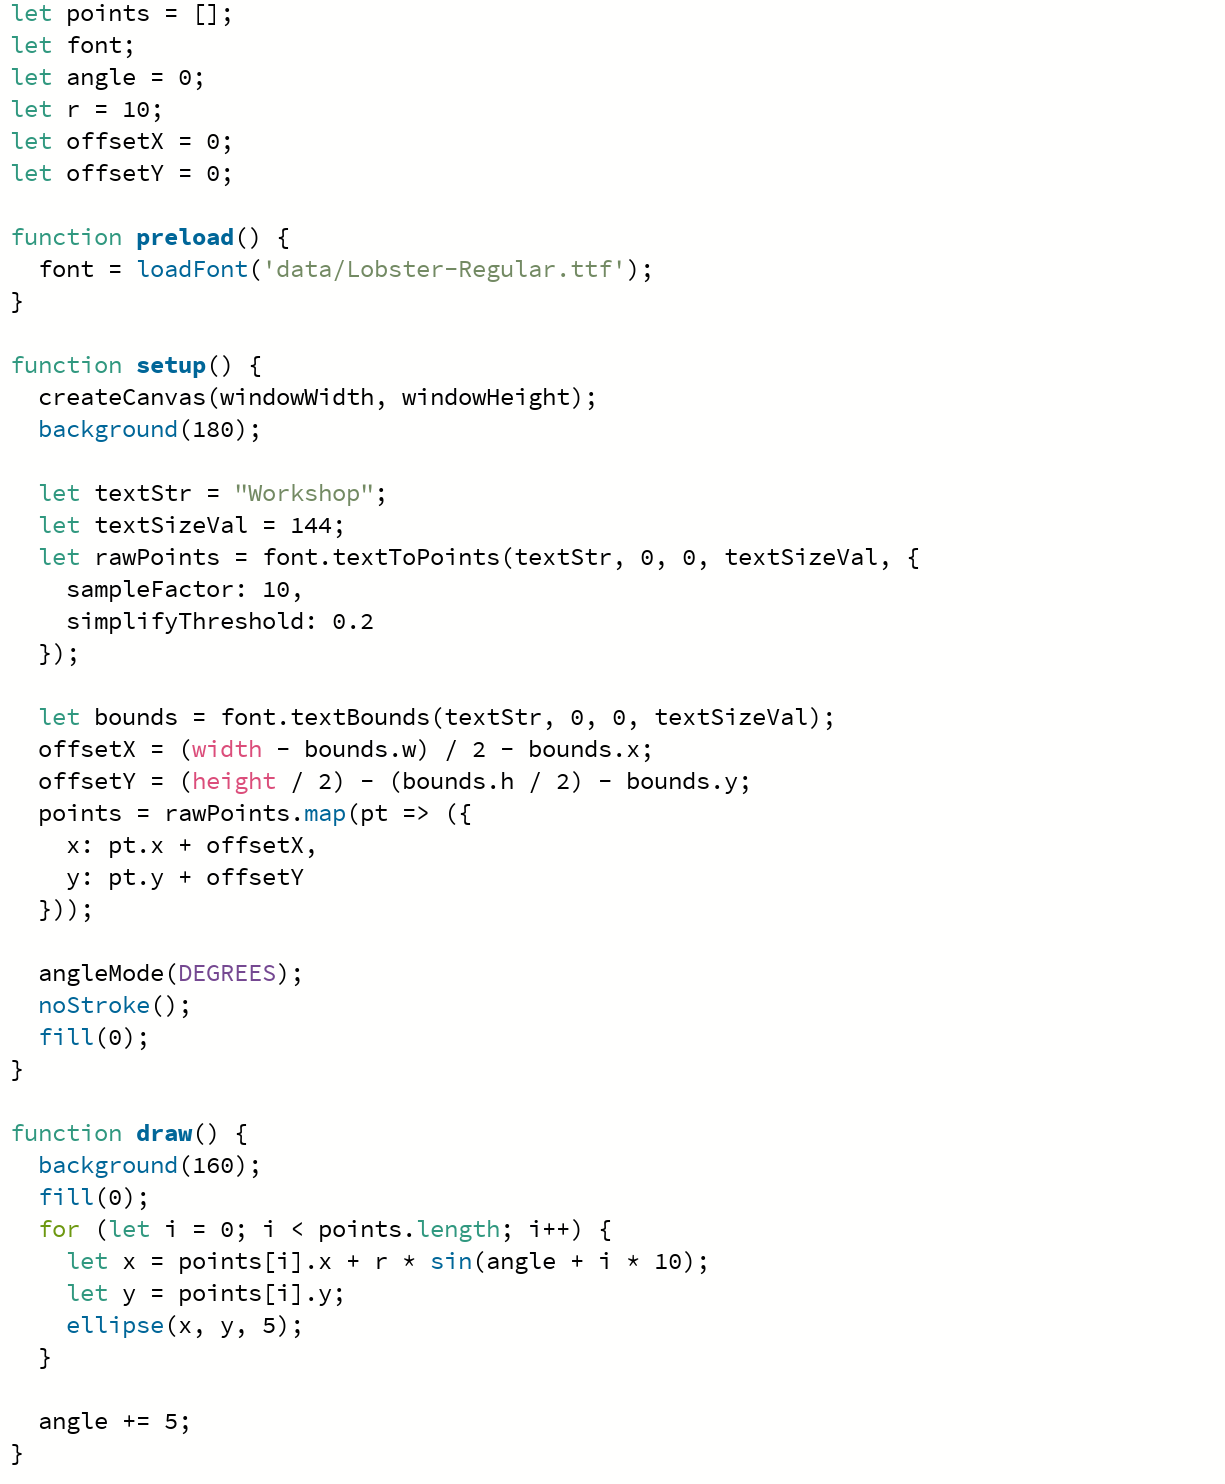 let points = [];
let font;
let angle = 0;
let r = 10;
let offsetX = 0;
let offsetY = 0;

function preload() {
  font = loadFont('data/Lobster-Regular.ttf');
}

function setup() {
  createCanvas(windowWidth, windowHeight);
  background(180);

  let textStr = "Workshop";
  let textSizeVal = 144;
  let rawPoints = font.textToPoints(textStr, 0, 0, textSizeVal, {
    sampleFactor: 10,
    simplifyThreshold: 0.2
  });

  let bounds = font.textBounds(textStr, 0, 0, textSizeVal);
  offsetX = (width - bounds.w) / 2 - bounds.x;
  offsetY = (height / 2) - (bounds.h / 2) - bounds.y;
  points = rawPoints.map(pt => ({
    x: pt.x + offsetX,
    y: pt.y + offsetY
  }));

  angleMode(DEGREES);
  noStroke();
  fill(0);
}

function draw() {
  background(160);
  fill(0);
  for (let i = 0; i < points.length; i++) {
    let x = points[i].x + r * sin(angle + i * 10);
    let y = points[i].y;
    ellipse(x, y, 5);
  }

  angle += 5;
}